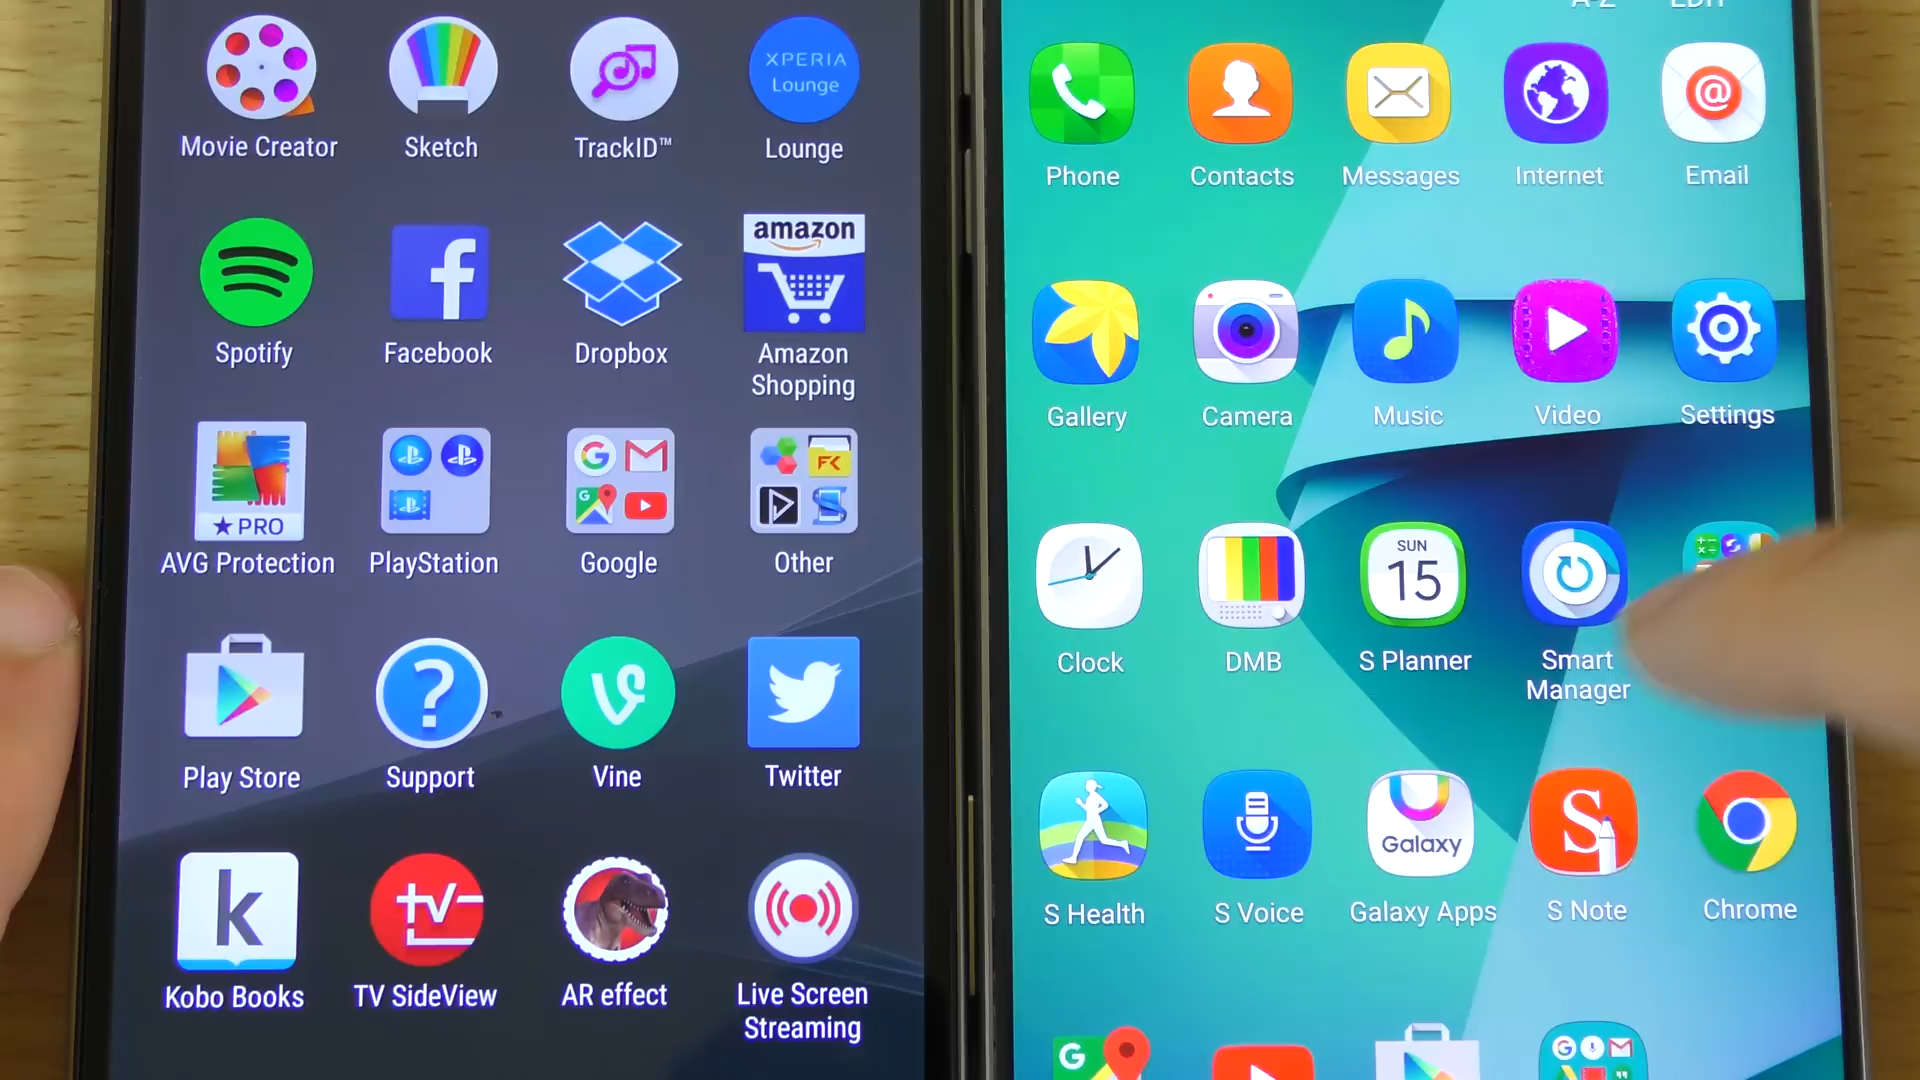 Movie Creator
Sketch
TrackID™
XPERIA
Lounge
Lounge
Spotify
Facebook
Dropbox
amazon
Amazon
Shopping
PRO
AVG Protection
PlayStation
Google
FK
Other
Play Store
Support
Vine
Twitter
k
Kobo Books
tv
TV SideView
AR effect
Live Screen
Streaming
A-Z
EDIT
Phone
Contacts
Messages
Internet
@
Email
Gallery
Camera
Music
Video
Settings
Clock
DMB
SUN
15
S Planner
Smart
Manager
S Health
S Voice
Galaxy
Galaxy Apps
S
S Note
Chrome
G